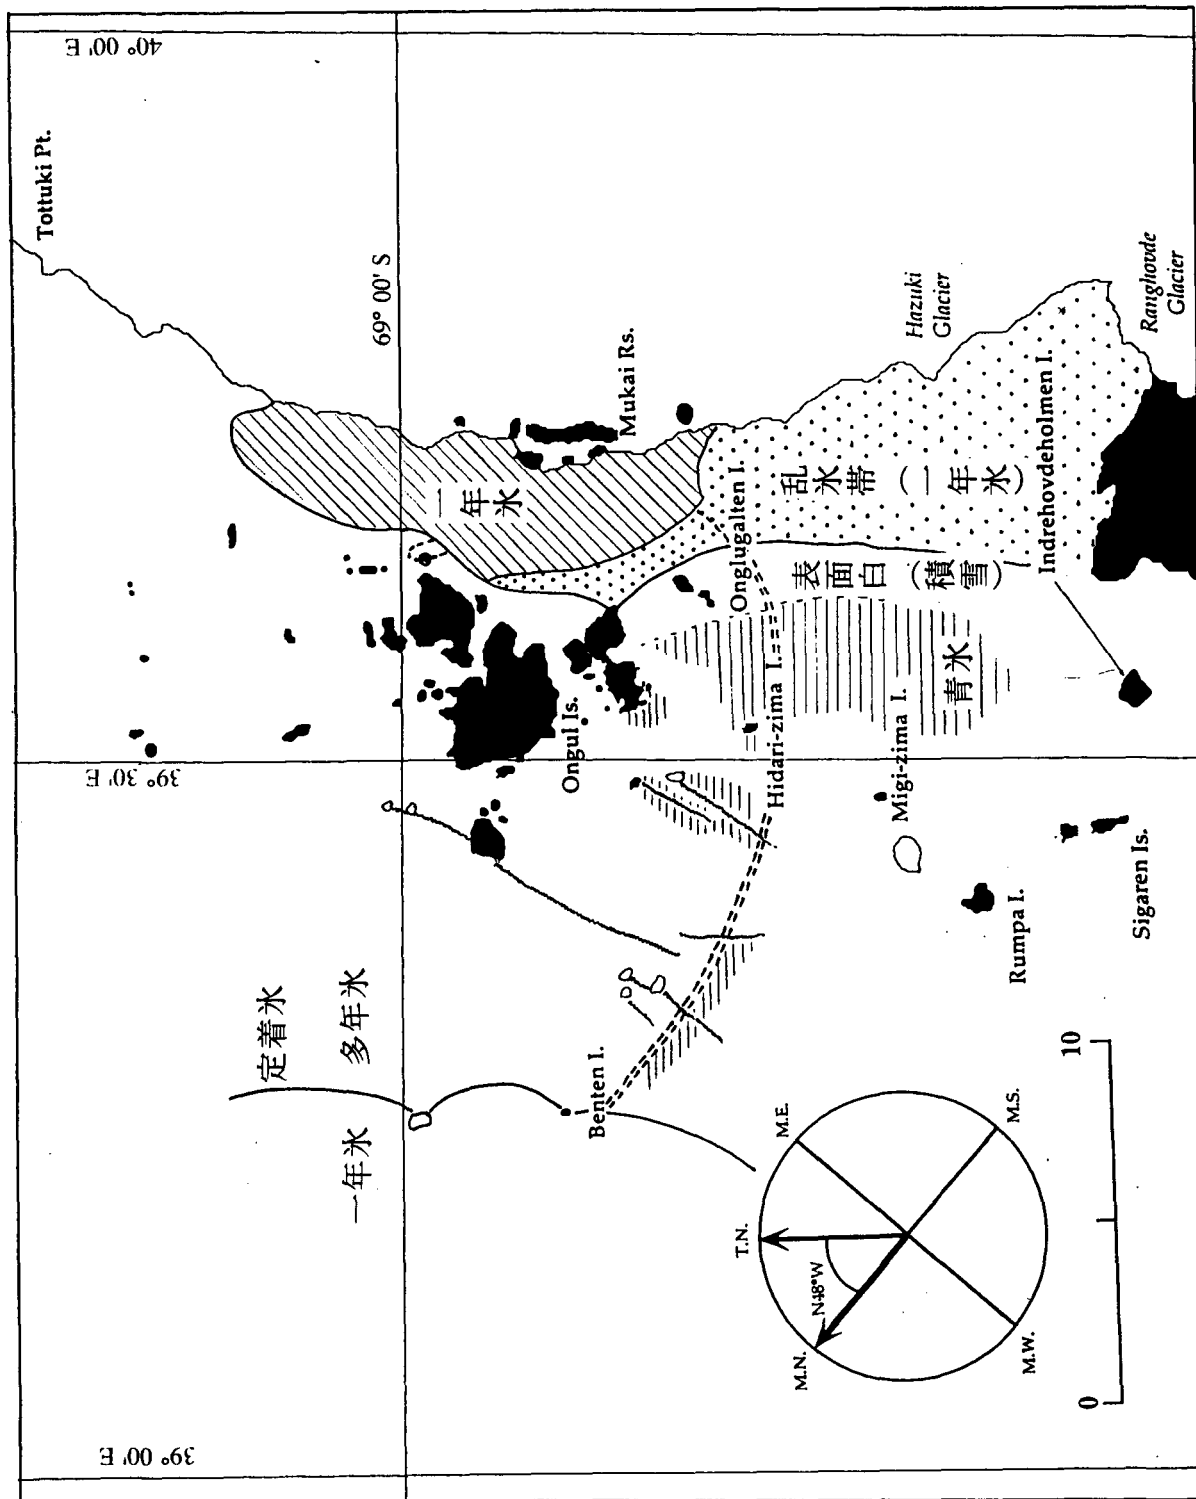 40° 00' E
Tottuki Pt.
69° 00' S
39° 30' E
39° 00' E
Mukai Rs.
Hazuki
Glacier
Ranghovde
Glacier
一年氷
Ongul Is.
Onglugalten I.
乱氷帯（一年氷）
表面白（積雪）
青氷
Indrehovdeholmen I.
Hidari-zima I.
Migi-zima I.
Rumpa I.
Sigaren Is.
定着氷
多年氷
一年氷
Benten I.
T.N.
M.N.
N48°W
M.E.
M.S.
M.W.
0
10